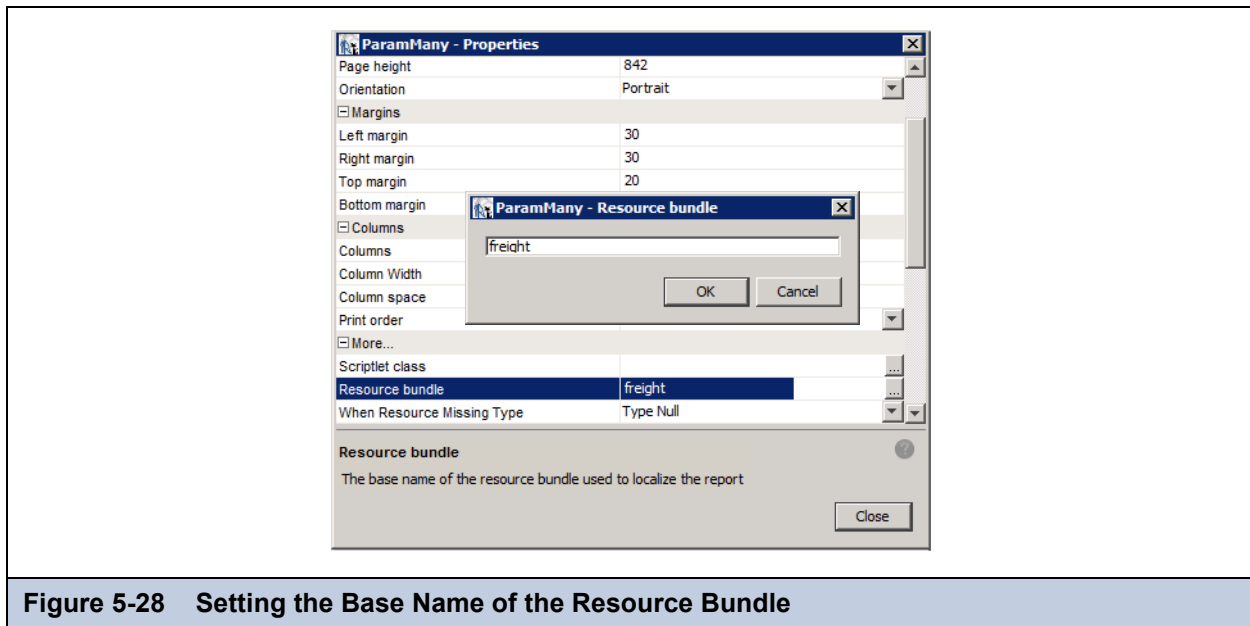 ParamMany - Properties
Page height 842
Orientation Portrait
Margins
Left margin 30
Right margin 30
Top margin 20
Bottom margin
ParamMany - Resource bundle
Columns
freight
Columns
Column Width
OK Cancel
Column space
Print order
More...
Scriptlet class ...
Resource bundle freight ...
When Resource Missing Type Type Null
Resource bundle ?
The base name of the resource bundle used to localize the report
Close
Figure 5-28 Setting the Base Name of the Resource Bundle